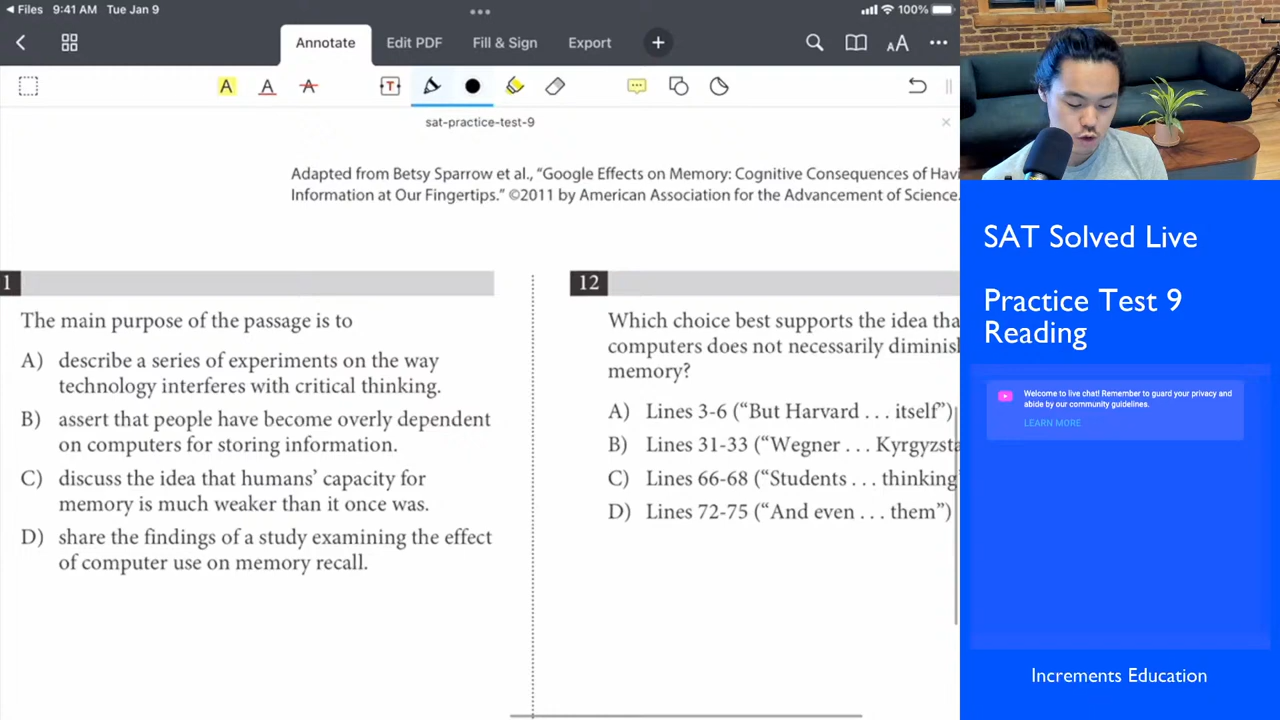 Files 9:41 AM Tue Jan 9 100%
Annotate Edit PDF Fill & Sign Export
A A A T AA
sat-practice-test-9
Adapted from Betsy Sparrow et al., “Google Effects on Memory: Cognitive Consequences of Havi
Information at Our Fingertips.” ©2011 by American Association for the Advancement of Science.
1
The main purpose of the passage is to
A) describe a series of experiments on the way
technology interferes with critical thinking.
B) assert that people have become overly dependent
on computers for storing information.
C) discuss the idea that humans’ capacity for
memory is much weaker than it once was.
D) share the findings of a study examining the effect
of computer use on memory recall.
12
Which choice best supports the idea tha
computers does not necessarily diminis
memory?
A) Lines 3-6 (“But Harvard . . . itself”)
B) Lines 31-33 (“Wegner . . . Kyrgyzsta
C) Lines 66-68 (“Students . . . thinking
D) Lines 72-75 (“And even . . . them”)
SAT Solved Live
Practice Test 9
Reading
Welcome to live chat! Remember to guard your privacy and
abide by our community guidelines.
LEARN MORE
Increments Education